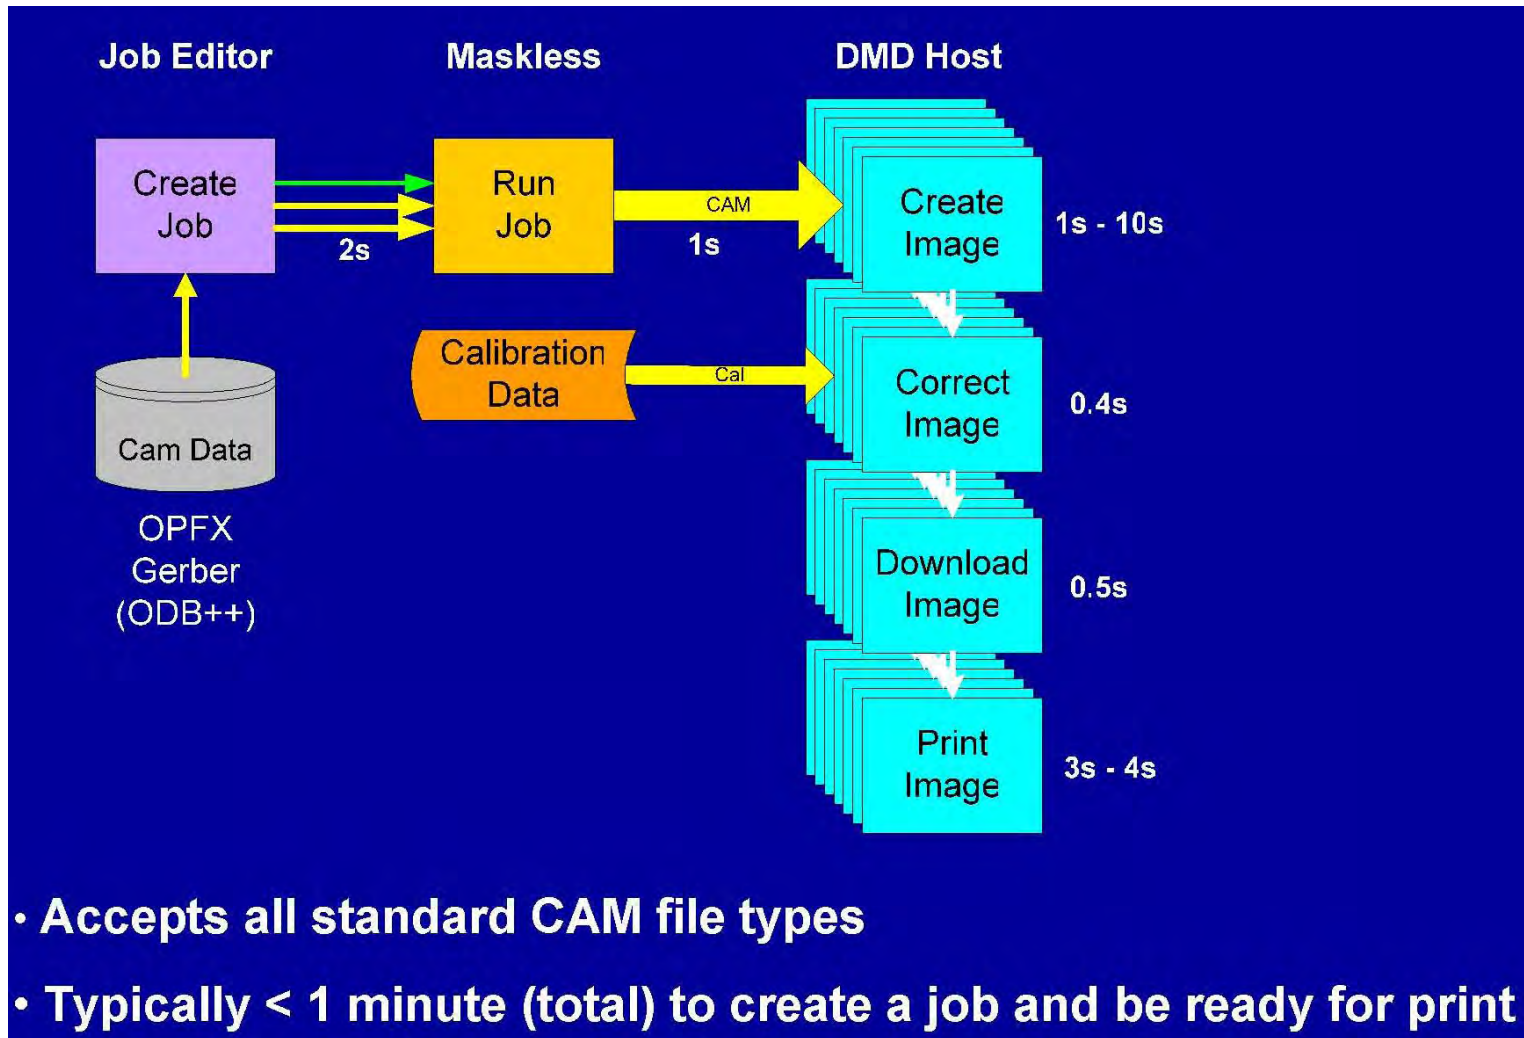 Job Editor
Maskless
DMD Host
Create
Job
2s
Run
Job
CAM
1s
Create
Image
1s - 10s
Cam Data
OPFX
Gerber
(ODB++)
Calibration
Data
Cal
Correct
Image
0.4s
Download
Image
0.5s
Print
Image
3s - 4s
• Accepts all standard CAM file types
• Typically < 1 minute (total) to create a job and be ready for print